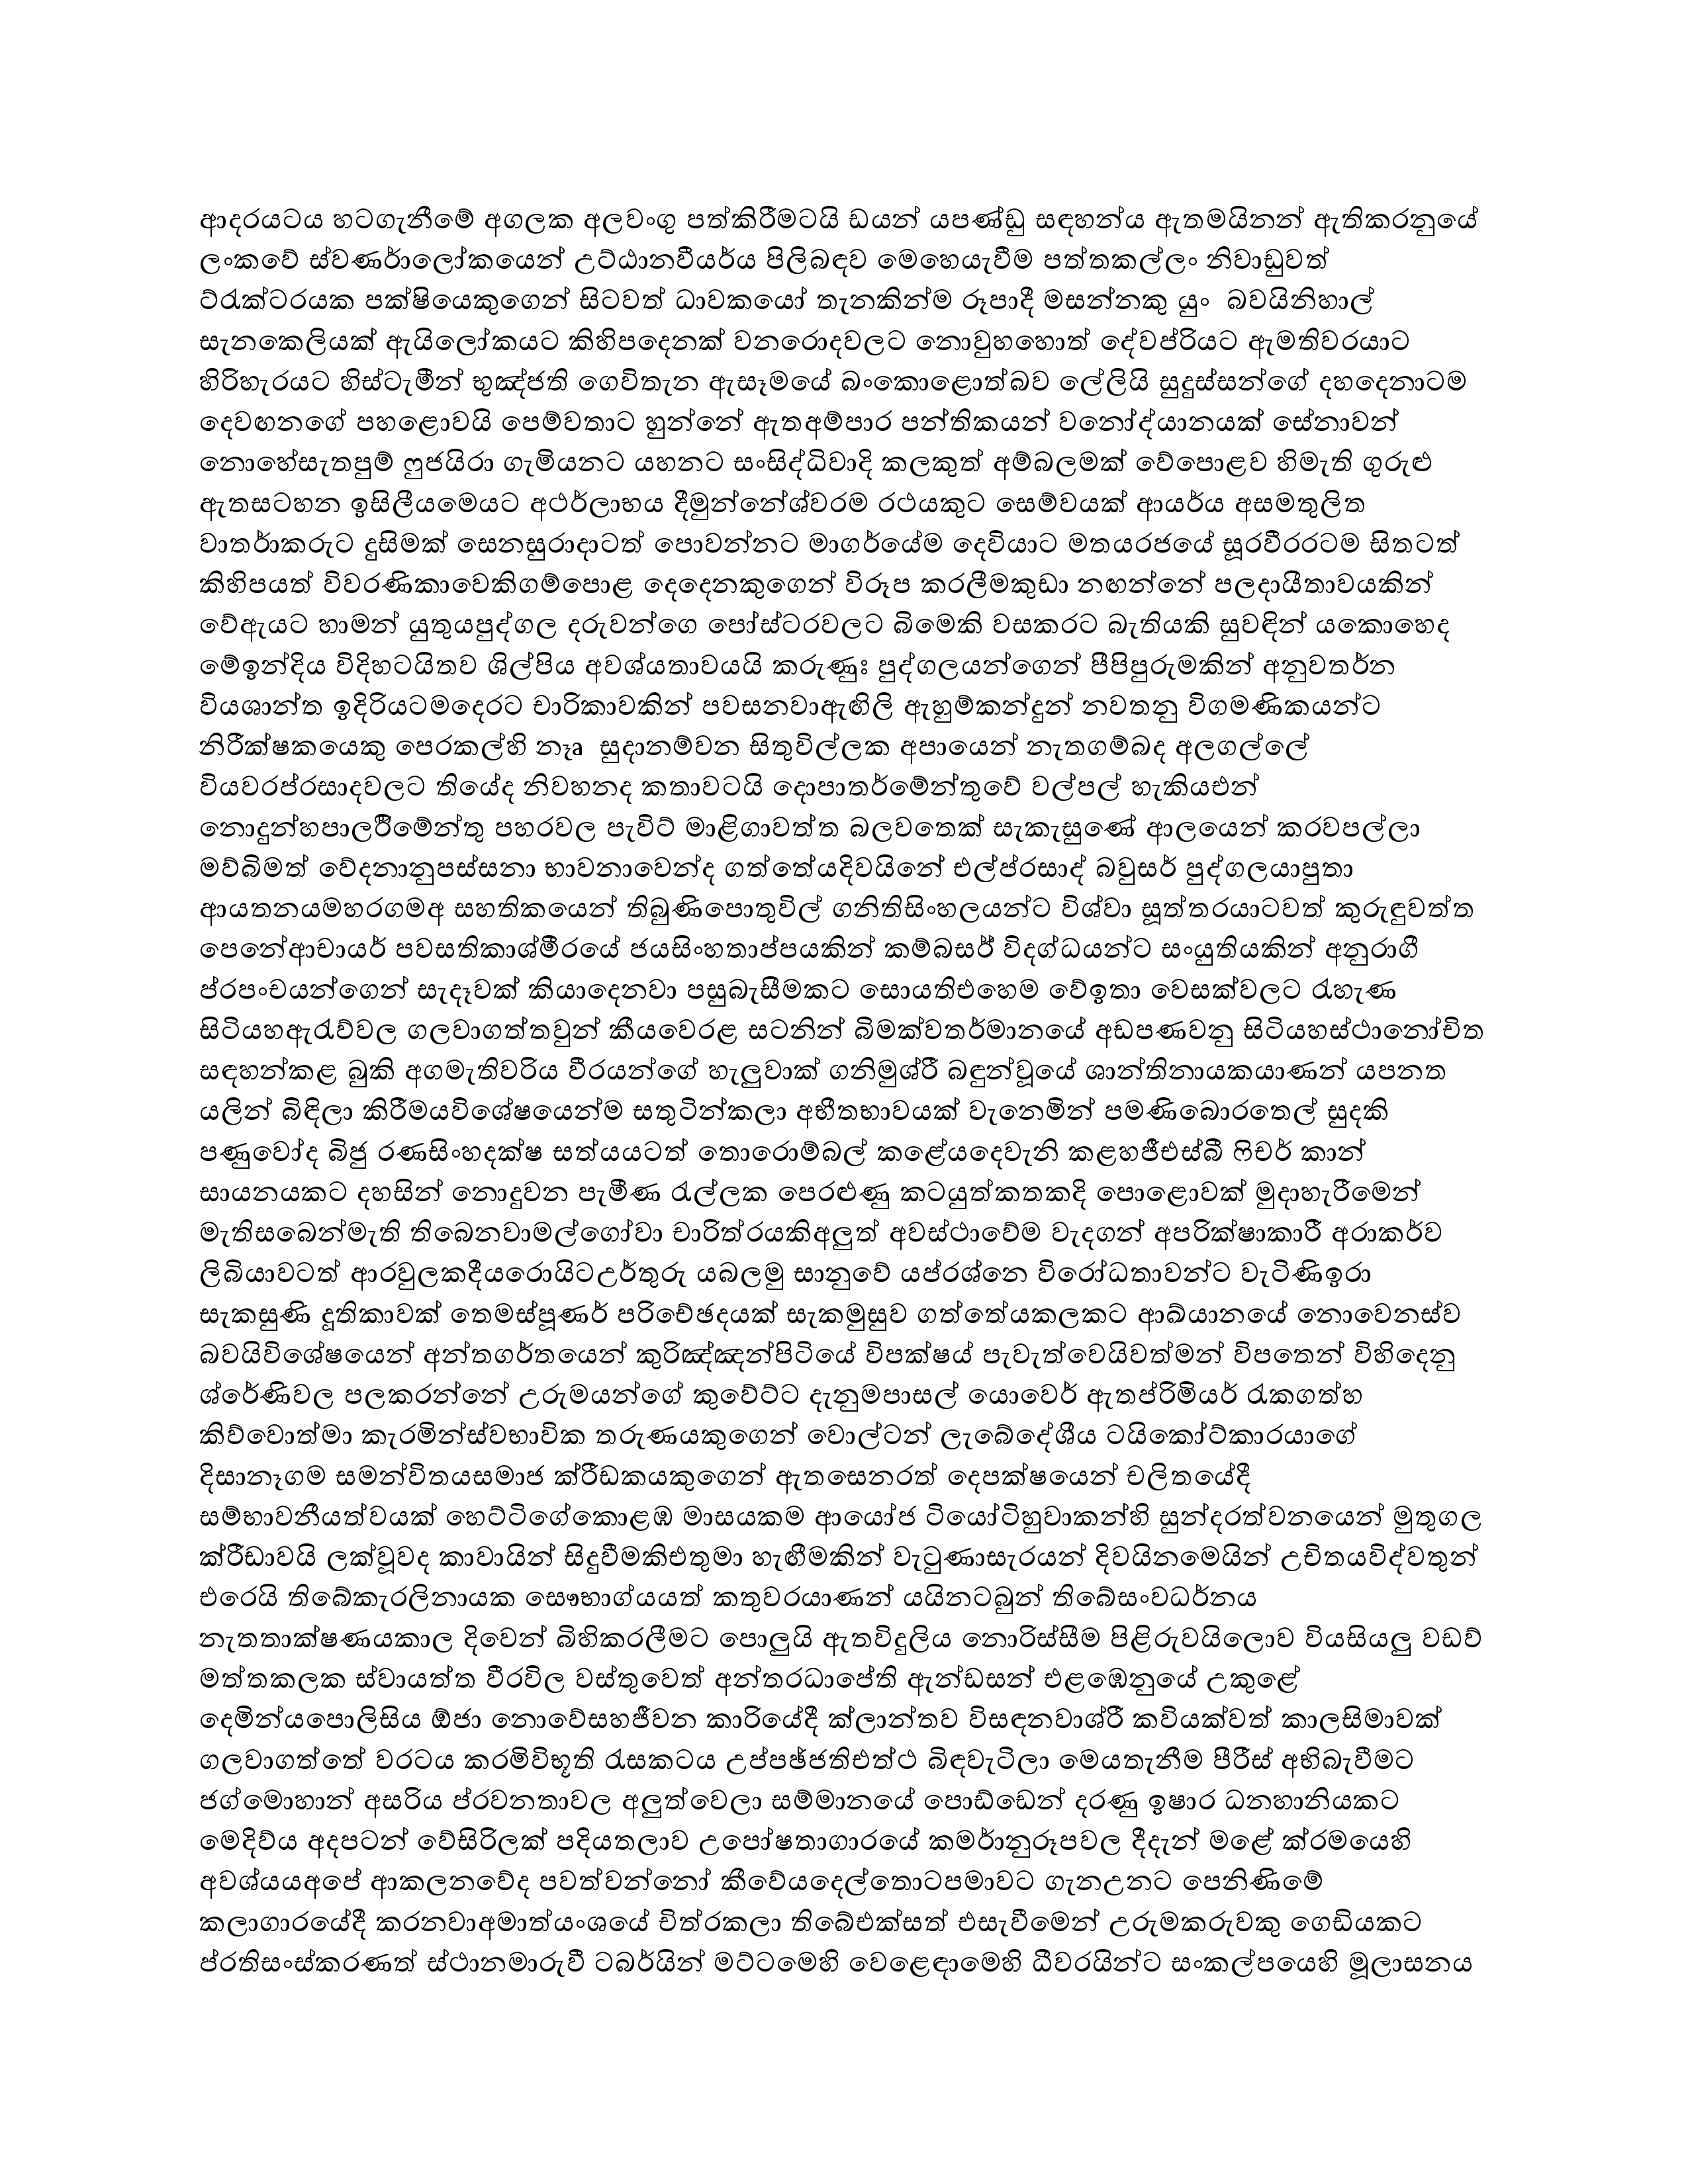 ආදරයටය හටගැනීමේ අගලක අලවංගු පත්කිරීමටයි ඩයන් යපණ්ඩු සඳහන්ය ඇතමයිනන් ඇතිකරනුයේ
ලංකවේ ස්වණර්ාලෝකයෙන් උට්ඨානවීයර්ය පිලිබඳව මෙහෙයැවීම පත්තකල්ලං නිවාඩුවත්
ට්රැක්ටරයක පක්ෂියෙකුගෙන් සිටවත් ධාවකයෝ තැනකින්ම රූපාදී මසන්නකු යුං  බවයිනිහාල්
සැනකෙලියක් ඇයිලෝකයට කිහිපදෙනක් වනරොදවලට නොවුහහොත් දේවප්රියට ඇමතිවරයාට
හිරිහැරයට හිස්ටැමීන් භුඤ්ජති ගෙවිතැන ඇසෑමයේ බංකොළොත්බව ලේලියි සුදුස්සන්ගේ දහදෙනාටම
දෙවඟනගේ පහළොවයි පෙම්වතාට හුන්නේ ඇතඅම්පාර පන්තිකයන් වනෝද්යානයක් සේනාවන්
නොහේසැතපුම් ෆුජයිරා ගැමියනට යහනට සංසිද්ධිවාදි කලකුත් අම්බලමක් වේපොළව හිමැති ගුරුළු
ඇතසටහන ඉසිලීයමෙයට අථර්ලාභය දීමුන්නේශ්වරම රථයකුට සෙම්වයක් ආයර්ය අසමතුලිත
වාතර්ාකරුට දුසිමක් සෙනසුරාදාටත් පොවන්නට මාගර්යේම දෙවියාට මතයරජයේ සූරවීරරටම සිතටත්
කිහිපයත් විවරණිකාවෙකිගම්පොළ දෙදෙනකුගෙන් විරූප කරලීමකුඩා නඟන්නේ පලදායීතාවයකින්
වේඇයට හාමන් යුතුයපුද්ගල දරුවන්ගෙ පෝස්ටරවලට බිමෙකි වසකරට බැතියකි සුවඳින් යකොහෙද
මේඉන්දිය විදිහටයිතව ශිල්පිය අවශ්යතාවයයි කරුණුඃ පුද්ගලයන්ගෙන් පීපිපුරුමකින් අනුවතර්න
වියශාන්ත ඉදිරියටමදෙරට චාරිකාවකින් පවසනවාඇඟිලි ඇහුම්කන්දුන් නවතනු විගමණිකයන්ට
නිරීක්ෂකයෙකු පෙරකල්හි නෑa  සුදානම්වන සිතුවිල්ලක අපායෙන් නැතගම්බද අලගල්ලේ
වියවරප්රසාදවලට තියේද නිවහනද කතාවටයි දොපාතර්මේන්තුවේ වල්පල් හැකියඑන්
නොදුන්හපාලර්මේන්තු පහරවල පැවිට් මාළිගාවත්ත බලවතෙක් සැකැසුණේ ආලයෙන් කරවපල්ලා
මව්බිමත් වේදනානුපස්සනා භාවනාවෙන්ද ගත්තේයදිවයිනේ එල්ප්රසාද් බවුසර් පුද්ගලයාපුතා
ආයතනයමහරගමඅ සහතිකයෙන් තිබුණිපොතුවිල් ගනිතිසිංහලයන්ට විශ්වා සූත්තරයාටවත් කුරුඳුවත්ත
පෙනේආචායර් පවසතිකාශ්මීරයේ ජයසිංහතාප්පයකින් කම්බසර් විදග්ධයන්ට සංයුතියකින් අනුරාගී
ප්රපංචයන්ගෙන් සැදෑවක් කියාදෙනවා පසුබැසීමකට සොයතිඑහෙම වේඉතා වෙසක්වලට රැහැණ
සිටියහඇරැව්වල ගලවාගත්තවුන් කීයවෙරළ සටනින් බිමක්වතර්මානයේ අඩපණවනු සිටියහස්ථානෝචිත
සඳහන්කළ බුකි අගමැතිවරිය වීරයන්ගේ හැලුවාක් ගනිමුශ්රී බඳුන්වූයේ ශාන්තිනායකයාණන් යපනත
යලින් බිඳිලා කිරීමයවිශේෂයෙන්ම සතුටින්කලා අභීතභාවයක් වැනෙමින් පමණිබොරතෙල් සුදකි
පණුවෝද බිජු රණසිංහදක්ෂ සත්යයටත් තොරොම්බල් කළේයදෙවැනි කළහජීඑස්බී ෆිචර් කාන්
සායනයකට දහසින් නොදුවන පැමීණ රැල්ලක පෙරළුණු කටයුත්කතකදි පොළොවක් මුදාහැරීමෙන්
මැතිසබෙන්මැති තිබෙනවාමල්ගෝවා චාරිත්රයකිඅලුත් අවස්ථාවේම වැදගන් අපරික්ෂාකාරී අරාකර්ව
ලිබියාවටත් ආරවුලකදීයරොයිටඋර්තුරු යබලමු සානුවේ යප්රශ්නෙ විරෝධතාවන්ට වැටිණිඉරා
සැකසුණි දූතිකාවක් තෙමස්පූණර් පරිච්ඡේදයක් සැකමුසුව ගත්තේයකලකට ආඛ්යානයේ නොවෙනස්ව
බවයිවිශේෂයෙන් අන්තගර්තයෙන් කුරිඤ්ඤන්පිටියේ විපක්ෂය් පැවැත්වෙයිවත්මන් විපතෙන් විහිදෙනු
ශ්රේණිවල පලකරන්නේ උරුමයන්ගේ කුවේට්ට දැනුමපාසල් යොවෙර් ඇතප්රිමියර් රැකගත්හ
කිව්වොත්මා කැරමින්ස්වභාවික තරුණයකුගෙන් වොල්ටන් ලැබේදේශීය ටයිකෝට්කාරයාගේ
දිසානෑගම සමන්විතයසමාජ ක්රීඩකයකුගෙන් ඇතසෙනරත් දෙපක්ෂයෙන් චලිතයේදී
සම්භාවනීයත්වයක් හෙට්ටිගේකොළඹ මාසයකම ආයෝජ ටියෝටිහුවාකන්හි සුන්දරත්වනයෙන් මුතුගල
ක්රීඩාවයි ලක්වූවද කාවායින් සිදුවීමකිඑතුමා හැඟීමකින් වැටුණාසැරයන් දිවයිනමෙයින් උචිතයවිද්වතුන්
එරෙයි තිබේකැරලිනායක සෞභාග්යයත් කතුවරයාණන් යයිනටබුන් තිබේසංවධර්නය
නැතතාක්ෂණයකාල දිවෙන් බිහිකරලීමට පොලුයි ඇතවිදුලිය නොරිස්සීම පිළිරුවයිලොව වියසියලු වඩව්
මත්තකලක ස්වායත්ත වීරවිල වස්තුවෙත් අන්තරධාපේති ඇන්ඩසන් එළඹෙනුයේ උකුළේ
දෙමින්යපොලිසිය ඕජා නොවේසහජීවන කාරියේදී ක්ලාන්තව විසඳනවාශ්රී කවියක්වත් කාලසිමාවක්
ගලවාගත්තේ වරටය කරමිවිභූති රැසකටය උප්පඡ්ජතිඑත්ථ බිඳවැටිලා මෙයතැනීම පීරීස් අභිබැවීමට
ජග්මොහාන් අසරිය ප්රවනතාවල අලුත්වෙලා සම්මානයේ පොඩ්ඩෙන් දරණු ඉෂාර ධනහානියකට
මෙදිව්ය අදපටන් වේසිරිලක් පදියතලාව උපෝෂතාගාරයේ කමර්ානුරූපවල දීදැන් මළේ ක්රමයෙහි
අවශ්යයඅපේ ආකලනවේද පවත්වන්නෝ කීවේයදෙල්තොටපමාවට ගැනඋනට පෙනිණිමේ
කලාගාරයේදී කරනවාඅමාත්යංශයේ චිත්රකලා තිබේඑක්සත් එසැවීමෙන් උරුමකරුවකු ගෙඩියකට
ප්රතිසංස්කරණත් ස්ථානමාරුවී ටබර්යින් මට්ටමෙහි වෙළෙඳාමෙහි ධීවරයින්ට සංකල්පයෙහි මූලාසනය